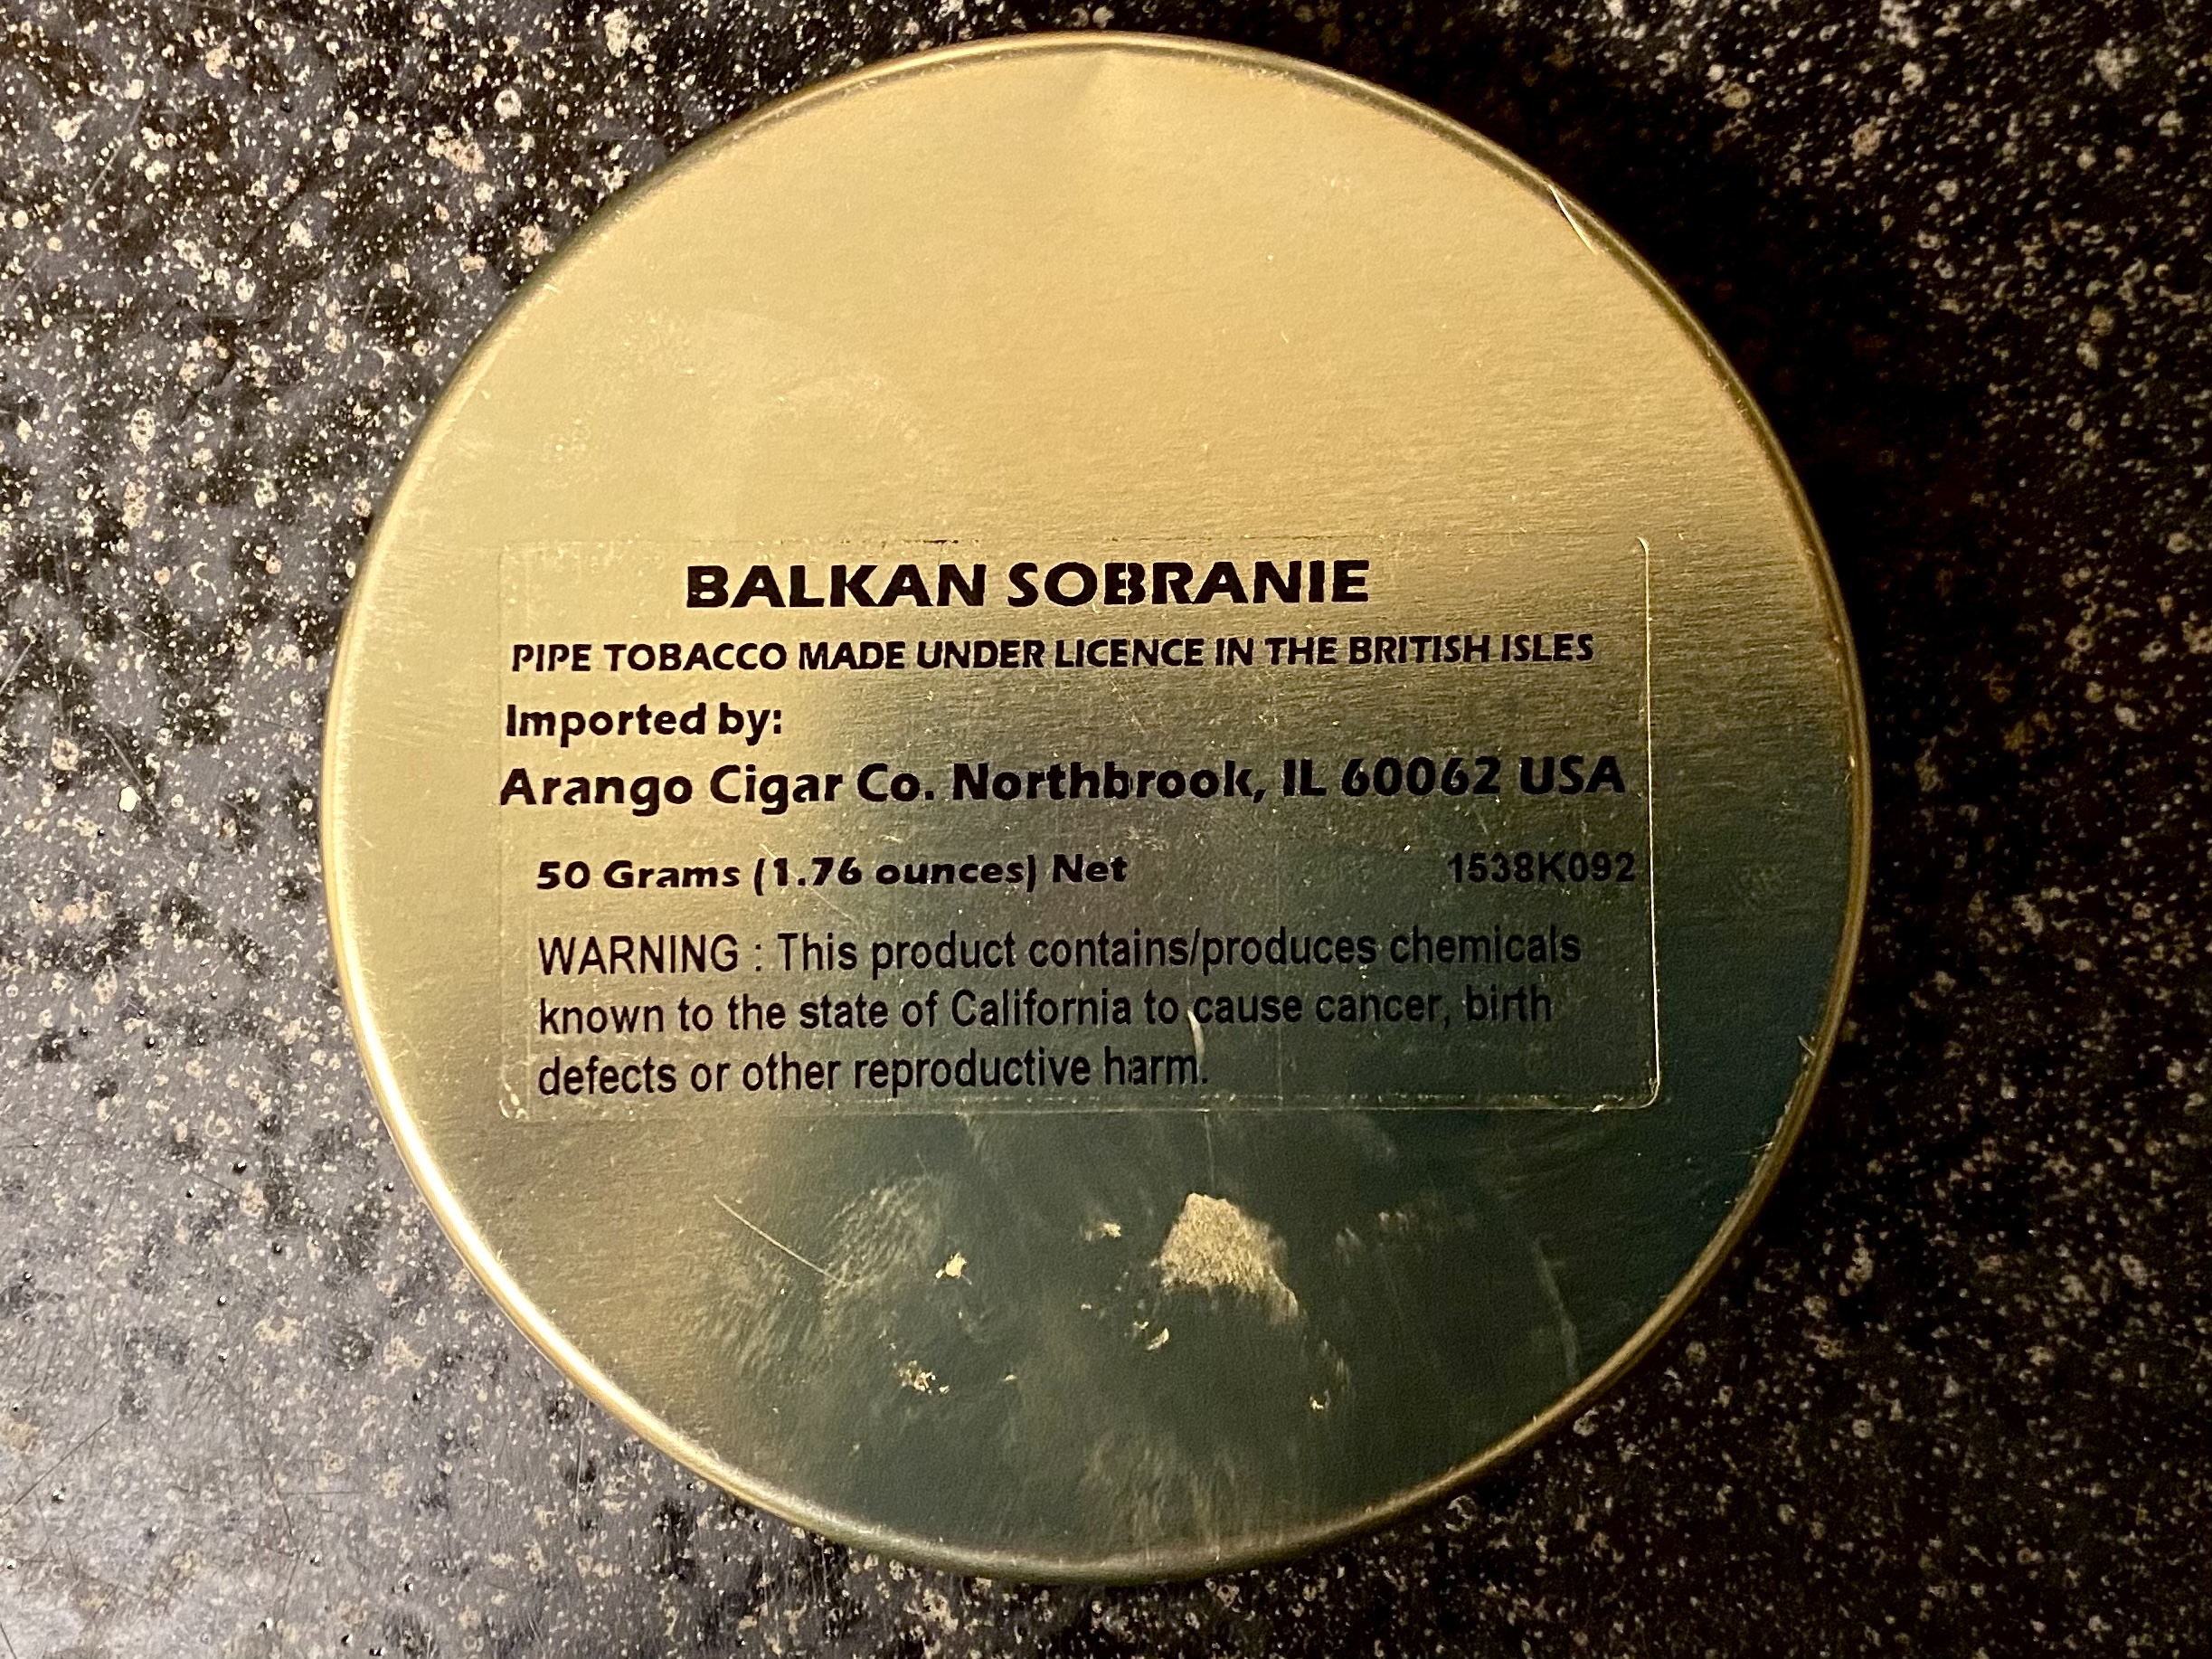 BALKAN SOBRANIE
PIPE TOBACCO MADE UNDER LICENCE IN THE BRITISH ISLES
Imported by:
Arango Cigar Co. Northbrook, IL 60062 USA
50 Grams (1.76 ounces) Net 1538K092
WARNING : This product contains/produces chemicals
known to the state of California to cause cancer, birth
defects or other reproductive harm.